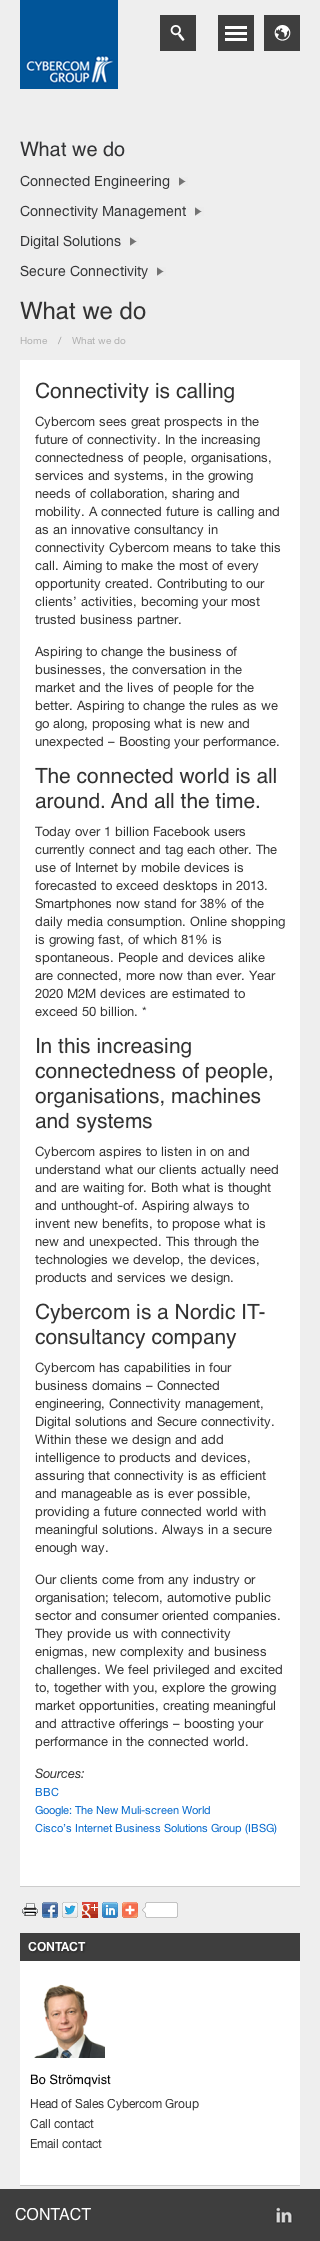 CYBERCOM
GROUP
What we do
Connected Engineering
Connectivity Management
Digital Solutions
Secure Connectivity
What we do
Home / What we do
Connectivity is calling
Cybercom sees great prospects in the
future of connectivity. In the increasing
connectedness of people, organisations,
services and systems, in the growing
needs of collaboration, sharing and
mobility. A connected future is calling and
as an innovative consultancy in
connectivity Cybercom means to take this
call. Aiming to make the most of every
opportunity created. Contributing to our
clients’ activities, becoming your most
trusted business partner.
Aspiring to change the business of
businesses, the conversation in the
market and the lives of people for the
better. Aspiring to change the rules as we
go along, proposing what is new and
unexpected – Boosting your performance.
The connected world is all
around. And all the time.
Today over 1 billion Facebook users
currently connect and tag each other. The
use of Internet by mobile devices is
forecasted to exceed desktops in 2013.
Smartphones now stand for 38% of the
daily media consumption. Online shopping
is growing fast, of which 81% is
spontaneous. People and devices alike
are connected, more now than ever. Year
2020 M2M devices are estimated to
exceed 50 billion. *
In this increasing
connectedness of people,
organisations, machines
and systems
Cybercom aspires to listen in on and
understand what our clients actually need
and are waiting for. Both what is thought
and unthought-of. Aspiring always to
invent new benefits, to propose what is
new and unexpected. This through the
technologies we develop, the devices,
products and services we design.
Cybercom is a Nordic IT-
consultancy company
Cybercom has capabilities in four
business domains – Connected
engineering, Connectivity management,
Digital solutions and Secure connectivity.
Within these we design and add
intelligence to products and devices,
assuring that connectivity is as efficient
and manageable as is ever possible,
providing a future connected world with
meaningful solutions. Always in a secure
enough way.
Our clients come from any industry or
organisation; telecom, automotive public
sector and consumer oriented companies.
They provide us with connectivity
enigmas, new complexity and business
challenges. We feel privileged and excited
to, together with you, explore the growing
market opportunities, creating meaningful
and attractive offerings – boosting your
performance in the connected world.
Sources:
BBC
Google: The New Muli-screen World
Cisco’s Internet Business Solutions Group (IBSG)
CONTACT
Bo Strömqvist
Head of Sales Cybercom Group
Call contact
Email contact
CONTACT